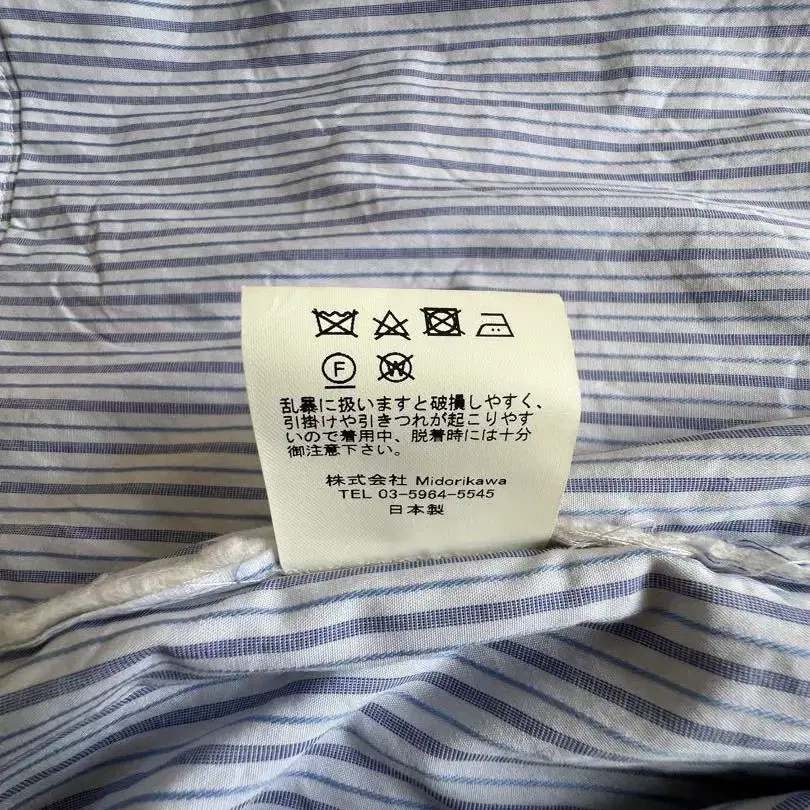 F
W
乱暴に扱いますと破損しやすく、
引掛けや引きつれが起こりやす
いので着用中、脱着時には十分
御注意下さい。
株式会社 Midorikawa
TEL 03-5964-5545
日本製